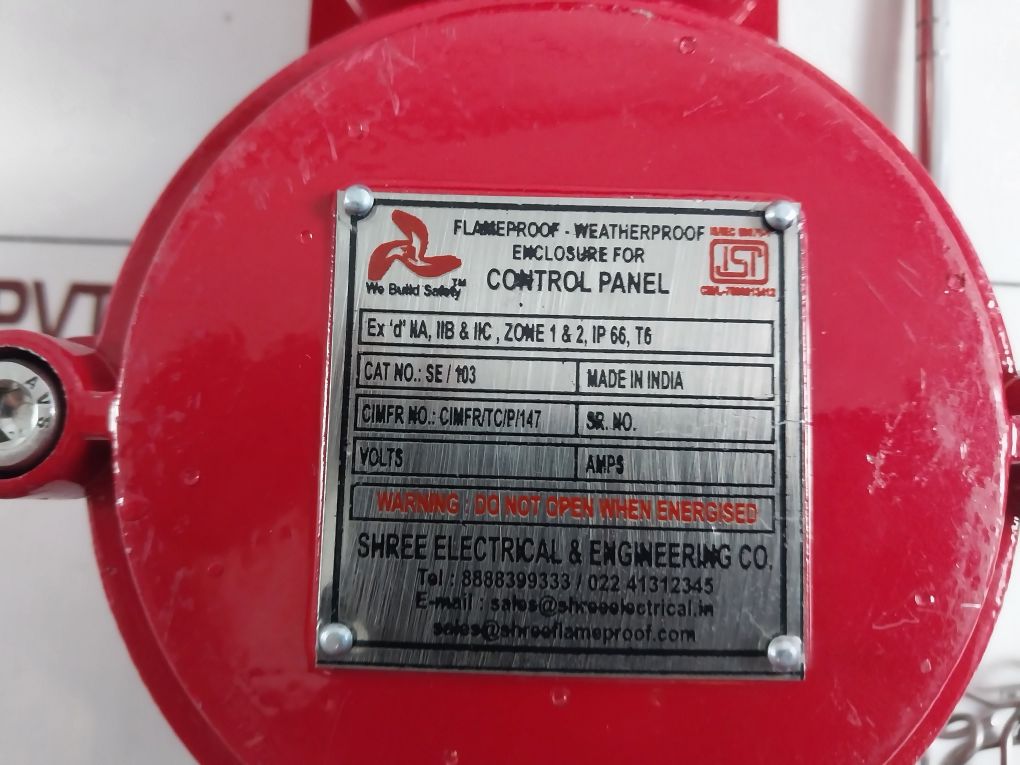 FLAMEPROOF - WEATHERPROOF
ENCLOSURE FOR
CONTROL PANEL
We Build Safety™
ISI
Ex 'd' IIA, IIB & IIC , ZONE 1 & 2, IP 66, T6
CAT NO.: SE / 103
MADE IN INDIA
CIMFR NO.: CIMFR/TC/P/147
SR. NO.
VOLTS
AMPS
WARNING : DO NOT OPEN WHEN ENERGISED
SHREE ELECTRICAL & ENGINEERING CO.
Tel : 8888399333 / 022 41312345
E-mail : sales@shreeelectrical.in
sales@shreeflameproof.com
PVT